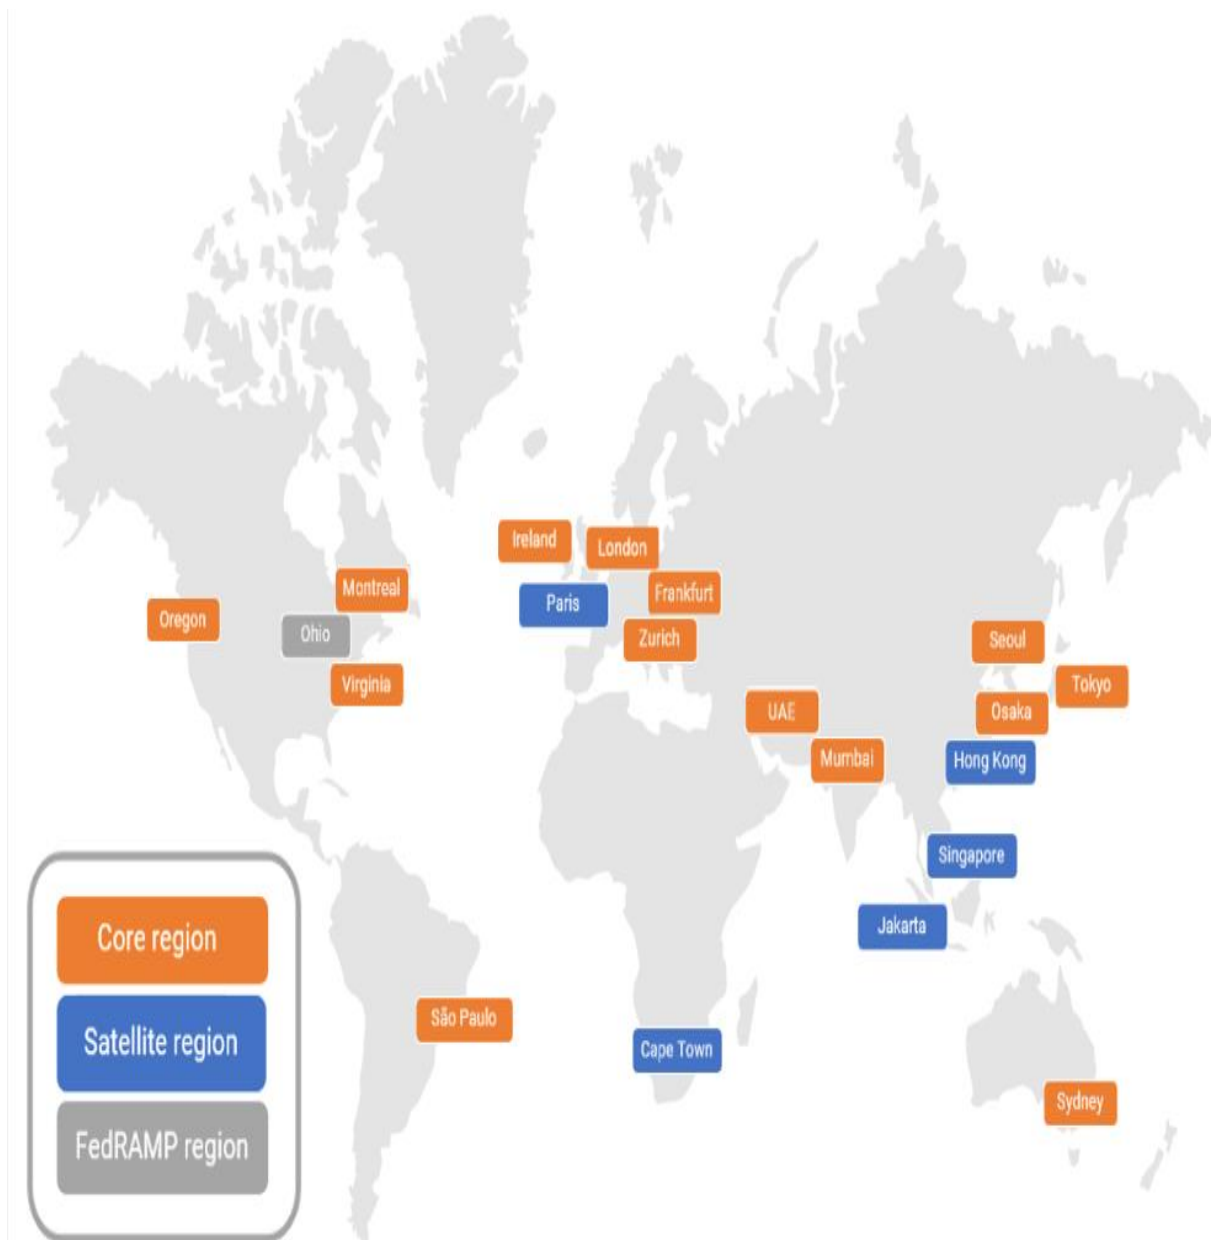 Ireland
London
Montreal
Frankfurt
Paris
Oregon
Ohio
Zurich
Seoul
Virginia
Tokyo
UAE
Osaka
Mumbai
Hong Kong
Singapore
Jakarta
Core region
São Paulo
Satellite region
Cape Town
Sydney
FedRAMP region